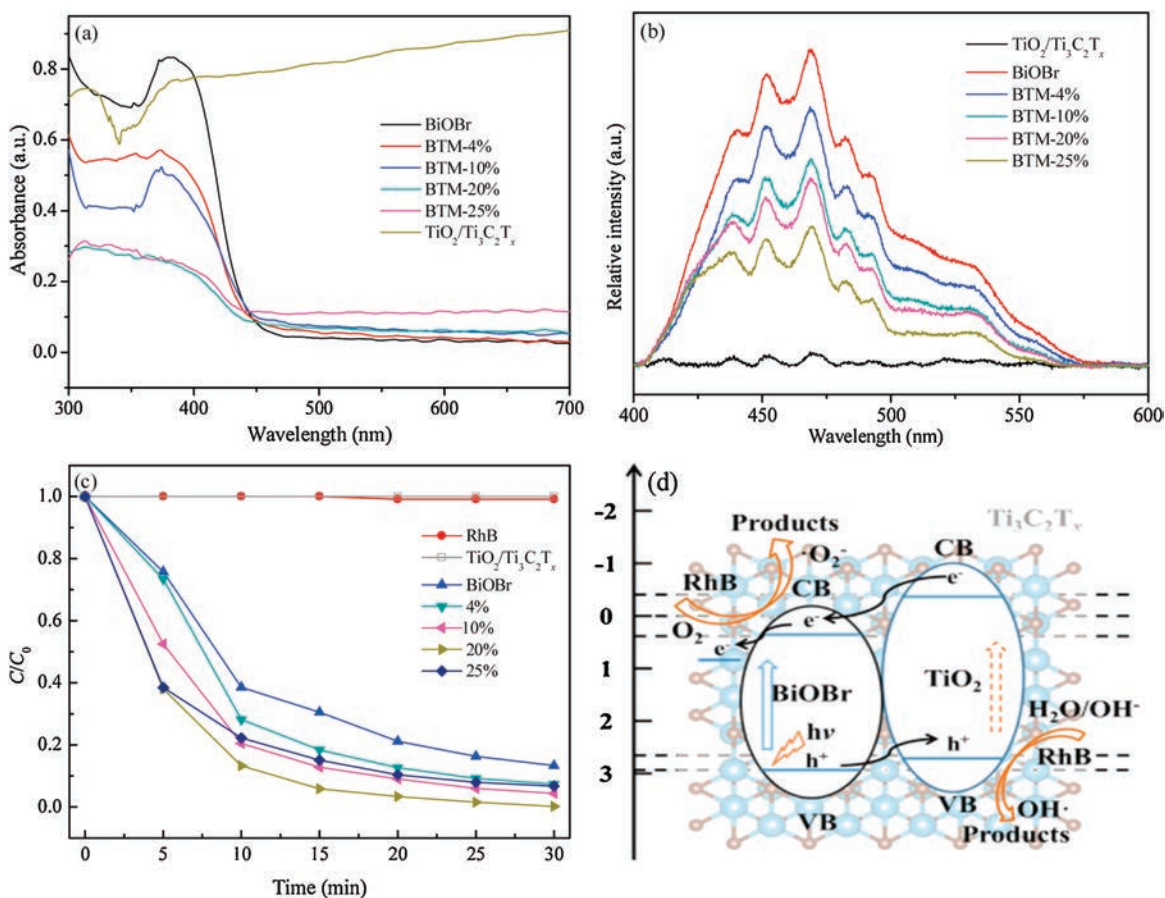 (a)
0.8
0.6
0.4
0.2
0.0
Absorbance (a.u.)
BiOBr
BTM-4%
BTM-10%
BTM-20%
BTM-25%
TiO₂/Ti₃C₂Tₓ
300 400 500 600 700
Wavelength (nm)
(b)
Relative intensity (a.u.)
TiO₂/Ti₃C₂Tₓ
BiOBr
BTM-4%
BTM-10%
BTM-20%
BTM-25%
400 450 500 550 600
Wavelength (nm)
(c)
1.0
0.8
0.6
0.4
0.2
0.0
C/C₀
RhB
TiO₂/Ti₃C₂Tₓ
BiOBr
4%
10%
20%
25%
0 5 10 15 20 25 30
Time (min)
(d)
-2
-1
0
1
2
3
Ti₃C₂Tₓ
Products
·O₂⁻
RhB
O₂
e⁻
CB
e⁻
BiOBr
hν
h⁺
VB
CB
e⁻
TiO₂
h⁺
VB
H₂O/OH⁻
RhB
OH·
Products